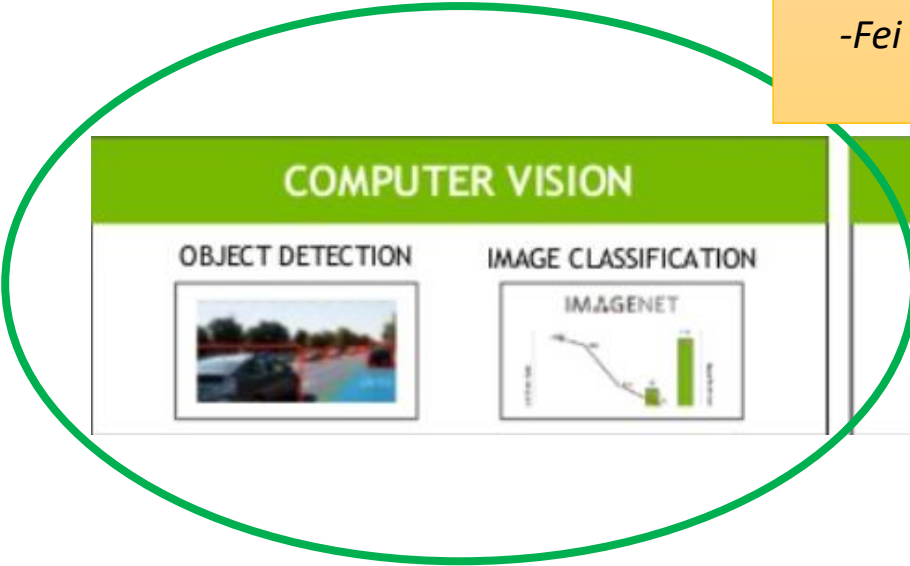 -Fei
COMPUTER VISION
OBJECT DETECTION
IMAGE CLASSIFICATION
IMAGENET